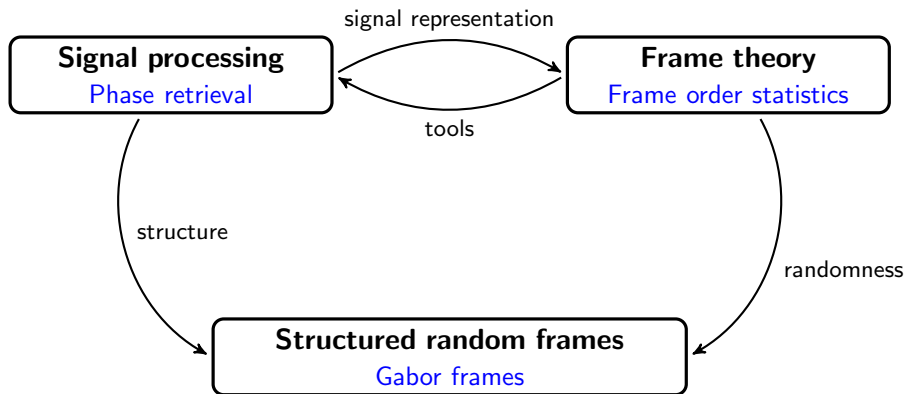 signal representation
Signal processing
Phase retrieval
Frame theory
Frame order statistics
tools
structure
randomness
Structured random frames
Gabor frames